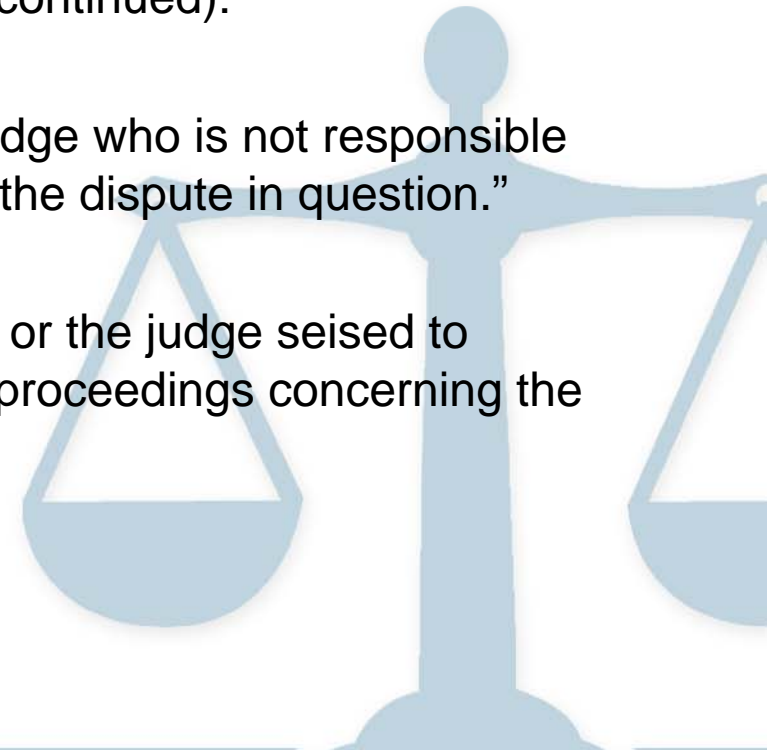 continued).
dge who is not responsible
the dispute in question.”
or the judge seised to
proceedings concerning the